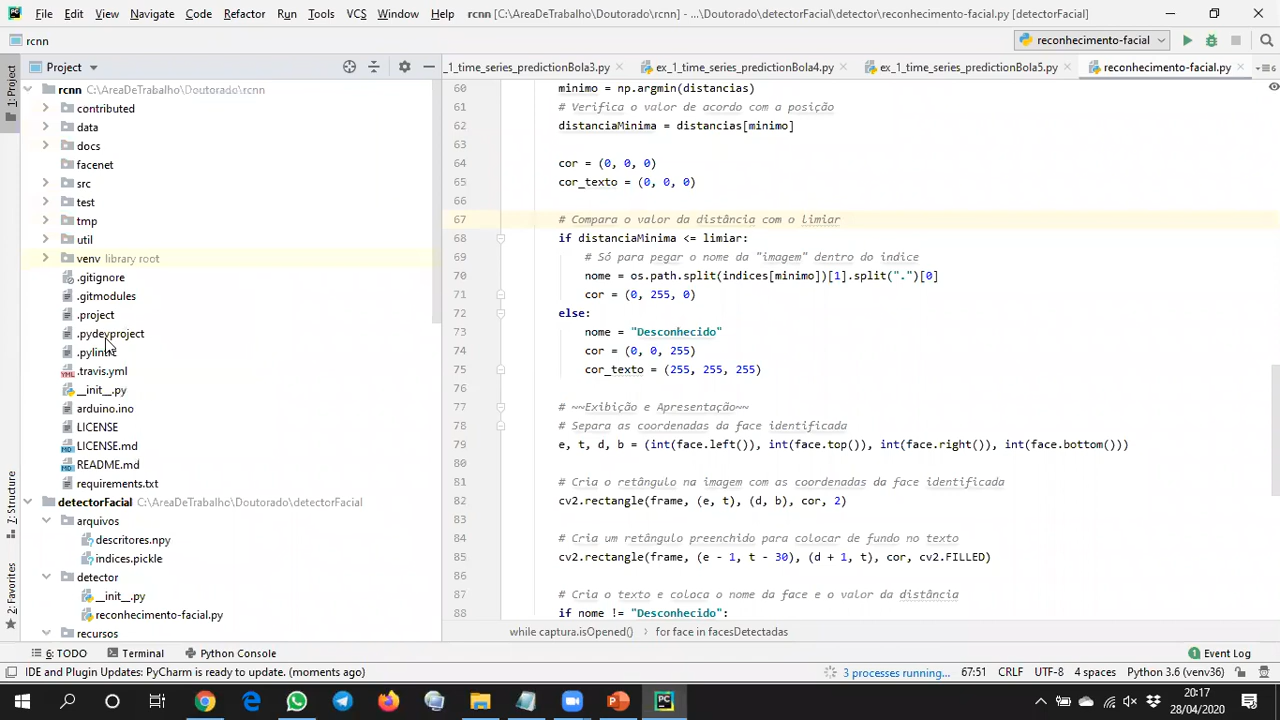 File Edit View Navigate Code Refactor Run Tools VCS Window Help rcnn [C:\AreaDeTrabalho\Doutorado\rcnn] - ...\Doutorado\detectorFacial\detector\reconhecimento-facial.py [detectorFacial]
rcnn
reconhecimento-facial
Project
_1_time_series_predictionBola3.py
ex_1_time_series_predictionBola4.py
ex_1_time_series_predictionBola5.py
reconhecimento-facial.py
6
1: Project
Z: Structure
2: Favorites
rcnn C:\AreaDeTrabalho\Doutorado\rcnn
contributed
data
docs
facenet
src
test
tmp
util
venv library root
.gitignore
.gitmodules
.project
.pydevproject
.travis.yml
__init__.py
arduino.ino
LICENSE
LICENSE.md
README.md
requirements.txt
detectorFacial C:\AreaDeTrabalho\Doutorado\detectorFacial
arquivos
descritores.npy
indices.pickle
detector
__init__.py
reconhecimento-facial.py
recursos
60 minimo = np.argmin(distancias)
61 # Verifica o valor de acordo com a posição
62 distanciaMinima = distancias[minimo]
63
64 cor = (0, 0, 0)
65 cor_texto = (0, 0, 0)
66
67 # Compara o valor da distância com o limiar
68 if distanciaMinima <= limiar:
69 # Só para pegar o nome da "imagem" dentro do indice
70 nome = os.path.split(indices[minimo])[1].split(".")[0]
71 cor = (0, 255, 0)
72 else:
73 nome = "Desconhecido"
74 cor = (0, 0, 255)
75 cor_texto = (255, 255, 255)
76
77 # ~~Exibição e Apresentação~~
78 # Separa as coordenadas da face identificada
79 e, t, d, b = (int(face.left()), int(face.top()), int(face.right()), int(face.bottom()))
80
81 # Cria o retângulo na imagem com as coordenadas da face identificada
82 cv2.rectangle(frame, (e, t), (d, b), cor, 2)
83
84 # Cria um retângulo preenchido para colocar de fundo no texto
85 cv2.rectangle(frame, (e - 1, t - 30), (d + 1, t), cor, cv2.FILLED)
86
87 # Cria o texto e coloca o nome da face e o valor da distância
88 if nome != "Desconhecido":
while captura.isOpened() for face in facesDetectadas
6: TODO Terminal Python Console Event Log
IDE and Plugin Updates: PyCharm is ready to update. (moments ago) 3 processes running... 67:51 CRLF UTF-8 4 spaces Python 3.6 (venv36)
20:17
28/04/2020